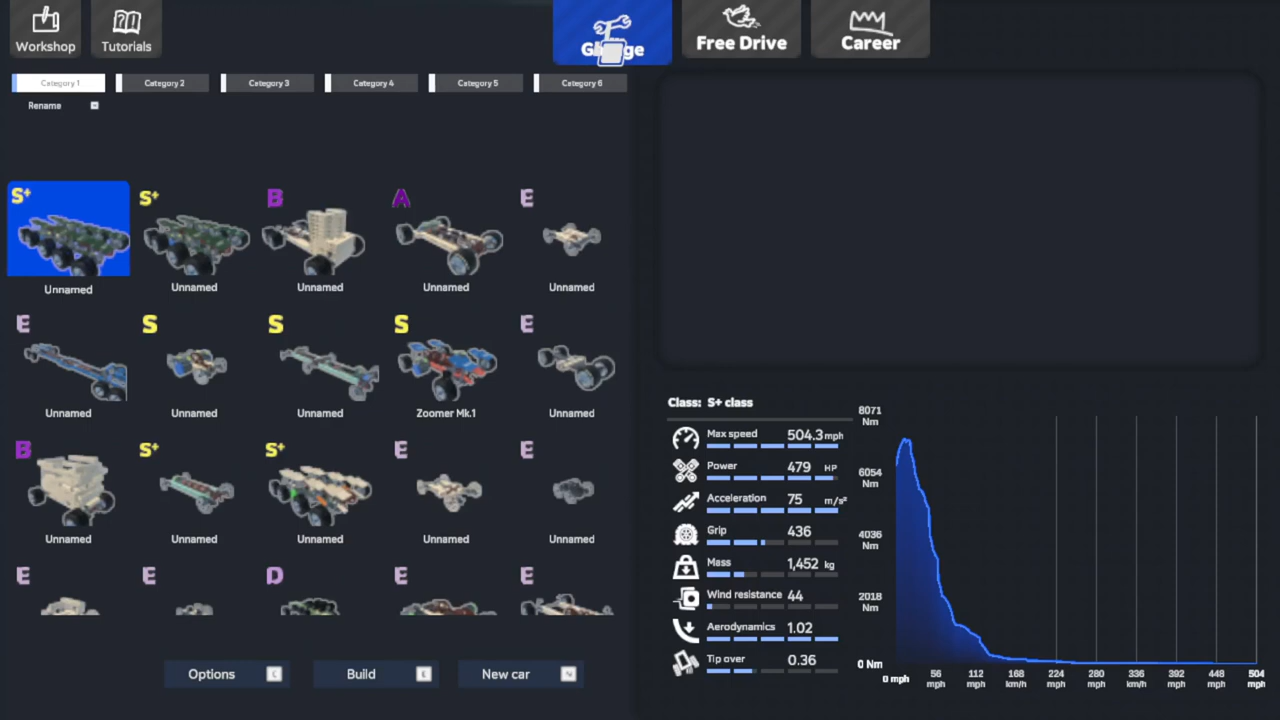 Workshop
Tutorials
Garage
Free Drive
Career
Category 1
Category 2
Category 3
Category 4
Category 5
Category 6
Rename
S+
S+
B
A
E
Unnamed
Unnamed
Unnamed
Unnamed
Unnamed
E
S
S
S
E
Unnamed
Unnamed
Unnamed
Zoomer Mk.1
Unnamed
B
S+
S+
E
E
Unnamed
Unnamed
Unnamed
Unnamed
Unnamed
E
E
D
E
E
Options
Build
E
New car
Class: S+ class
Max speed 504.3 mph
Power 479 HP
Acceleration 75 m/s²
Grip 436
Mass 1,452 kg
Wind resistance 44
Aerodynamics 1.02
Tip over 0.36
8071 Nm
6054 Nm
4036 Nm
2018 Nm
0 Nm
0 mph
56 mph
112 mph
168 km/h
224 mph
280 mph
336 km/h
392 mph
448 mph
504 mph